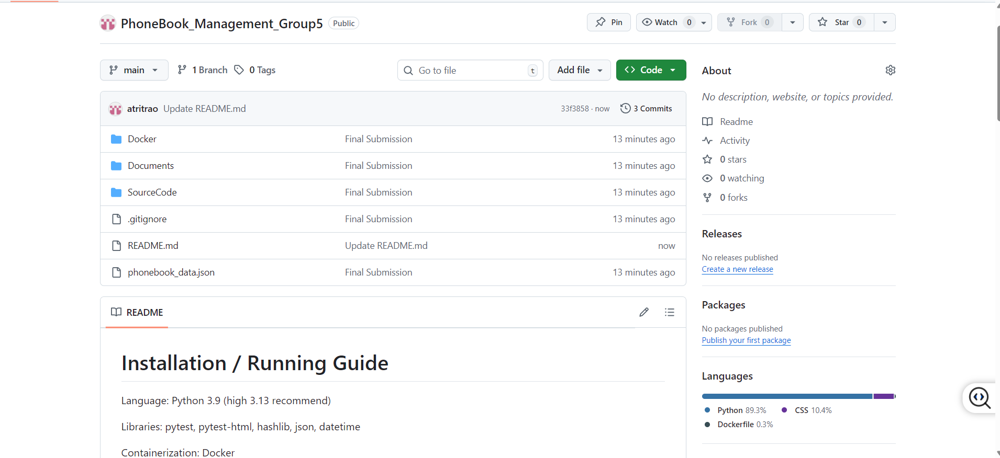 PhoneBook_Management_Group5 Public Pin Watch 0 Fork 0 Star 0
main 1 Branch 0 Tags Go to file t Add file Code
atritrao Update README.md 33f3858 · now 3 Commits
Docker Final Submission 13 minutes ago
Documents Final Submission 13 minutes ago
SourceCode Final Submission 13 minutes ago
.gitignore Final Submission 13 minutes ago
README.md Update README.md now
phonebook_data.json Final Submission 13 minutes ago
README
Installation / Running Guide
Language: Python 3.9 (high 3.13 recommend)
Libraries: pytest, pytest-html, hashlib, json, datetime
Containerization: Docker
About
No description, website, or topics provided.
Readme
Activity
0 stars
0 watching
0 forks
Releases
No releases published
Create a new release
Packages
No packages published
Publish your first package
Languages
Python 89.3% CSS 10.4%
Dockerfile 0.3%